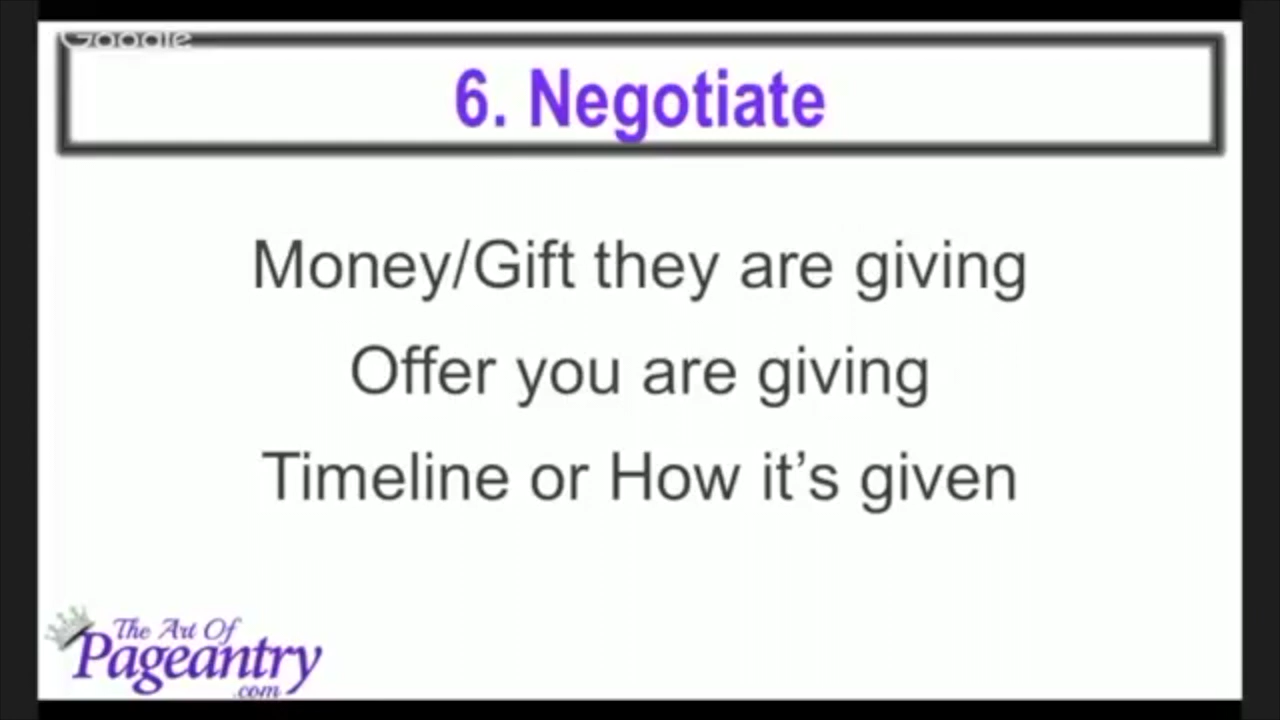 Google
6. Negotiate
Money/Gift they are giving
Offer you are giving
Timeline or How it’s given
The Art Of
Pageantry
.com